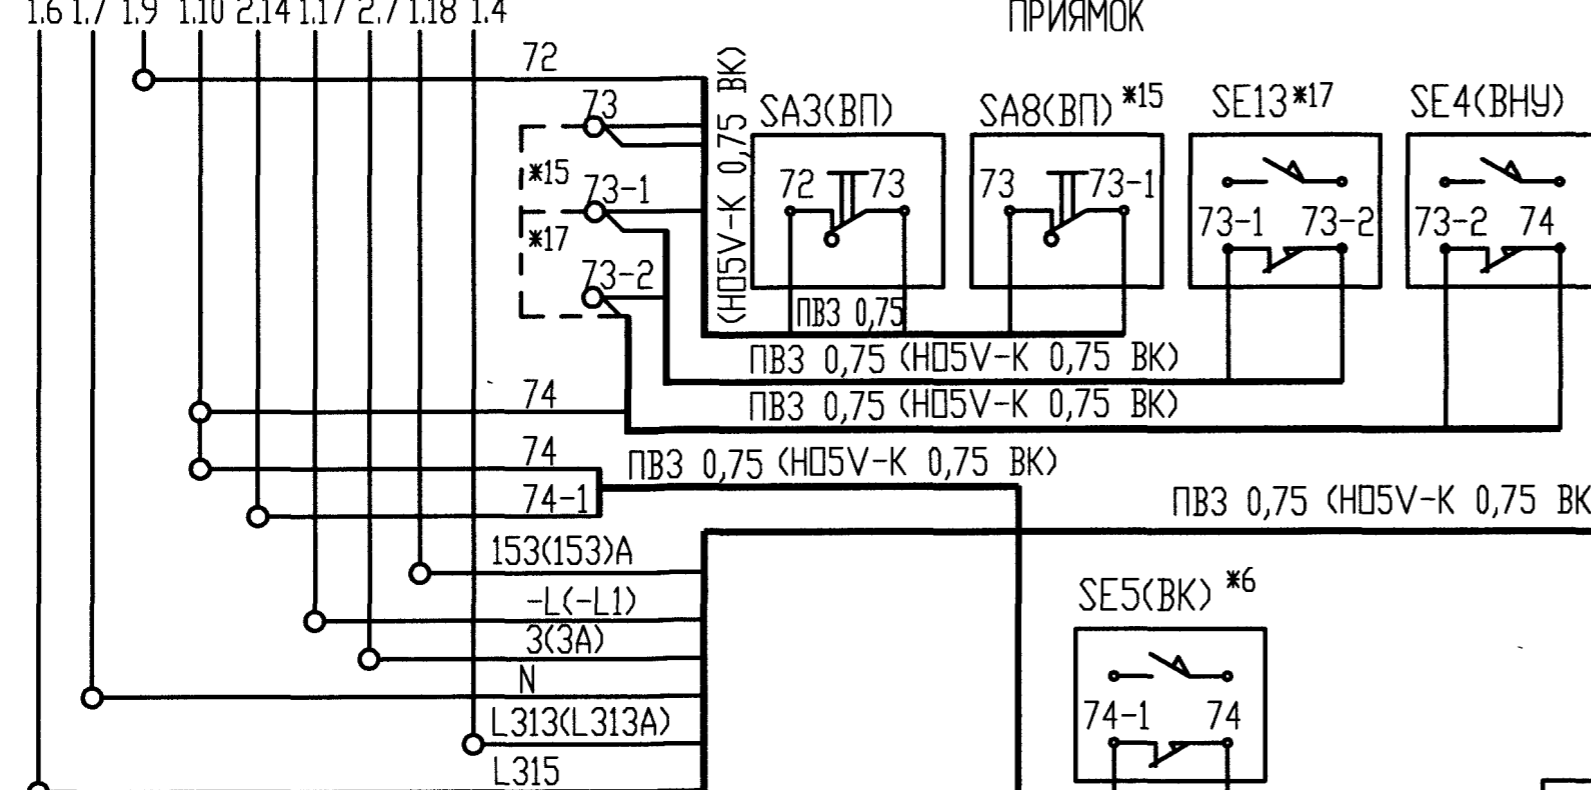 1.6 1.7 1.9 1.10 2.14 1.17 2.7 1.18 1.4
ПРИЯМОК
72
73
*15
73-1
*17
73-2
(H05V-K 0,75 BK)
SA3(ВП)
72 73
ПВ3 0,75
SA8(ВП) *15
73 73-1
SE13*17
73-1 73-2
SE4(ВНУ)
73-2 74
ПВ3 0,75 (H05V-K 0,75 BK)
74
ПВ3 0,75 (H05V-K 0,75 BK)
74
ПВ3 0,75 (H05V-K 0,75 BK)
74-1
ПВ3 0,75 (H05V-K 0,75 BK
153(153)A
-L(-L1)
3(3A)
N
L313(L313A)
L315
SE5(ВК) *6
74-1 74